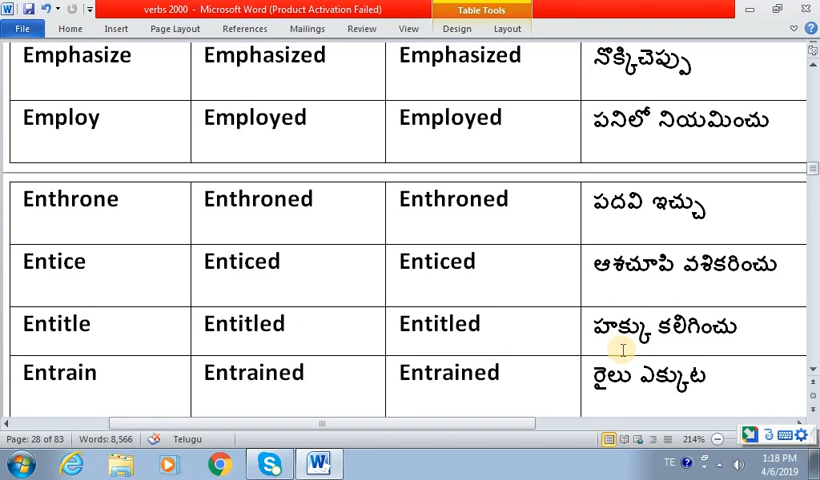 verbs 2000 - Microsoft Word (Product Activation Failed)
Table Tools
File Home Insert Page Layout References Mailings Review View Design Layout
Emphasize Emphasized Emphasized నొక్కిచెప్పు
Employ Employed Employed పనిలో నియమించు
Enthrone Enthroned Enthroned పదవి ఇచ్చు
Entice Enticed Enticed ఆశచూపి వశికరించు
Entitle Entitled Entitled హక్కు కలిగించు
Entrain Entrained Entrained రైలు ఎక్కుట
Page: 28 of 83 Words: 8,566 Telugu 214%
TE 1:18 PM
4/6/2019